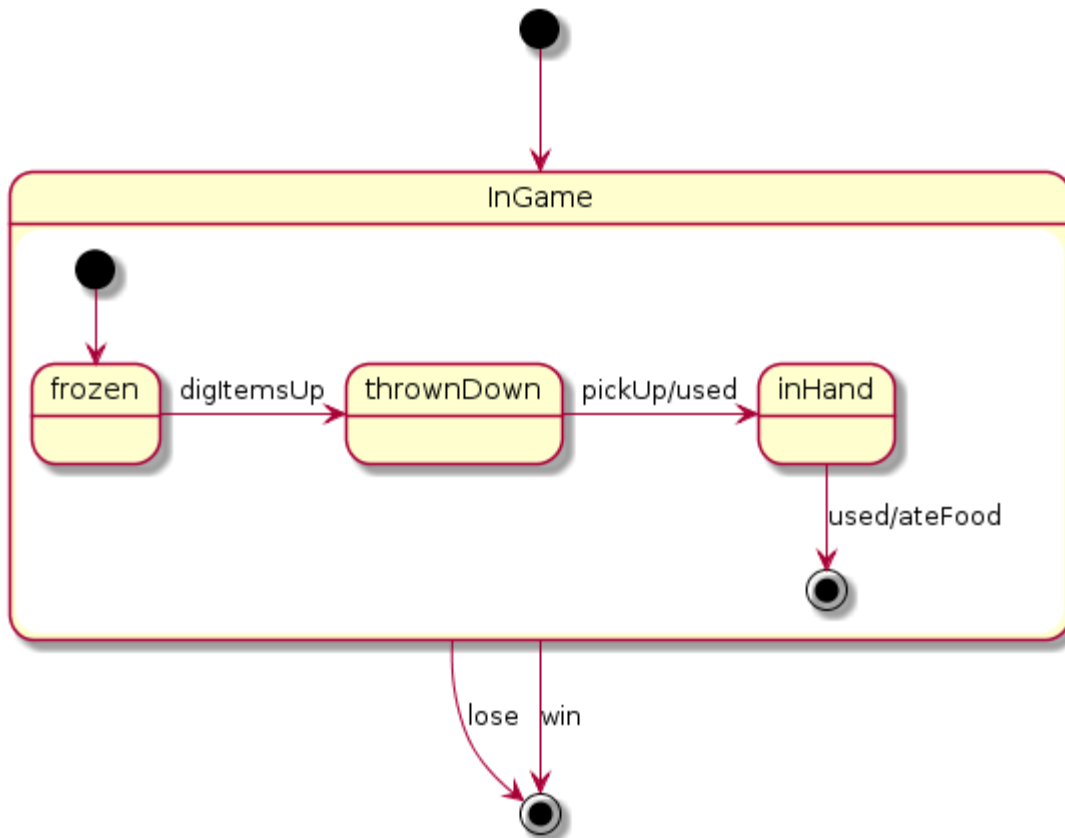 InGame
frozen
digItemsUp
thrownDown
pickUp/used
inHand
used/ateFood
lose
win